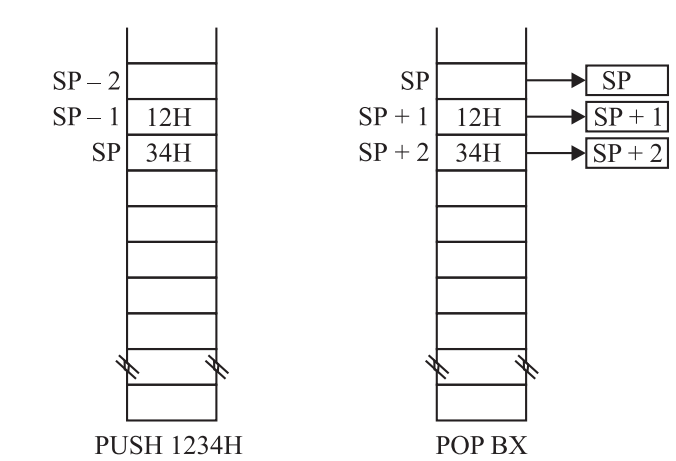 SP – 2
SP – 1 12H
SP 34H
PUSH 1234H
SP SP
SP + 1 12H SP + 1
SP + 2 34H SP + 2
POP BX